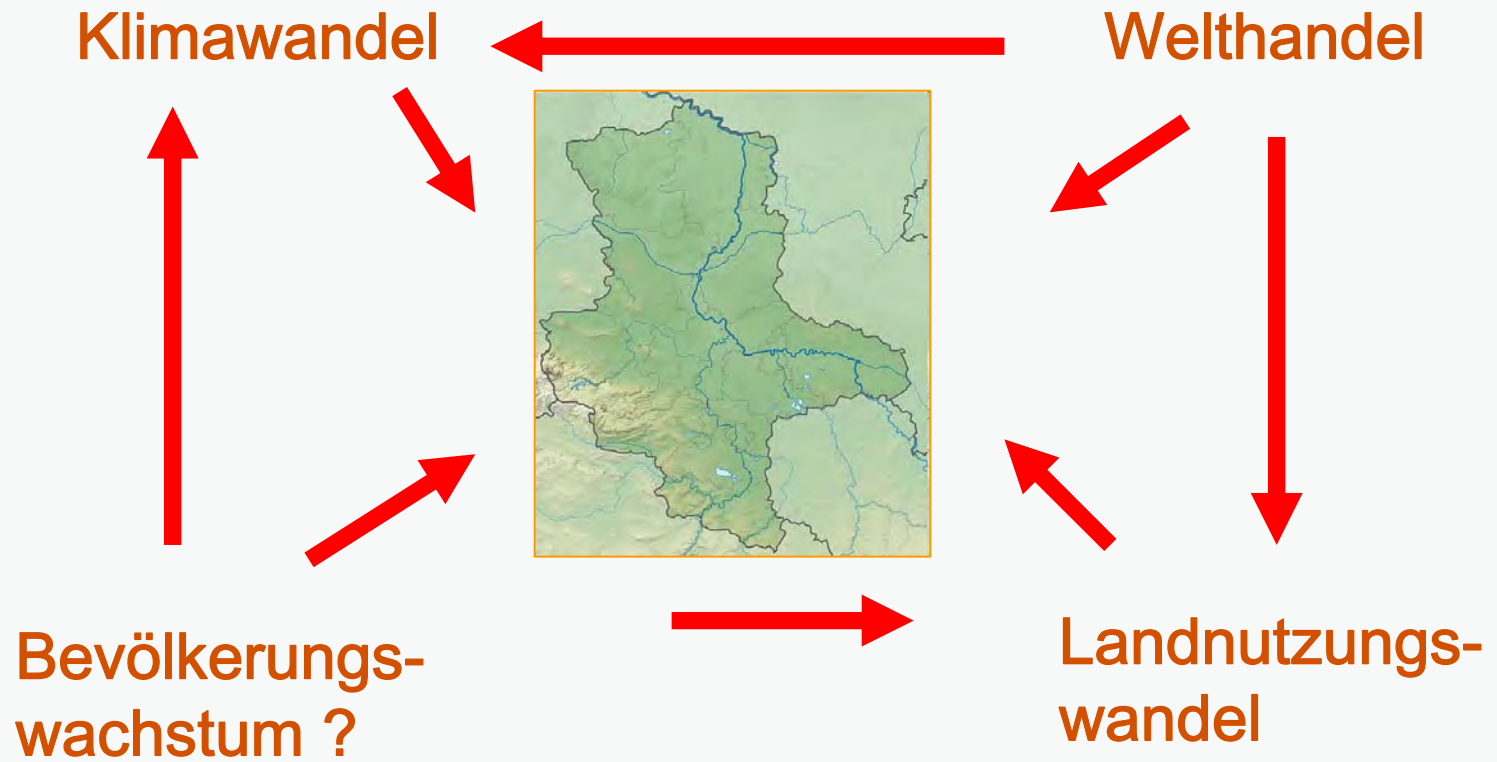 Klimawandel
Welthandel
Bevölkerungs-
wachstum ?
Landnutzungs-
wandel